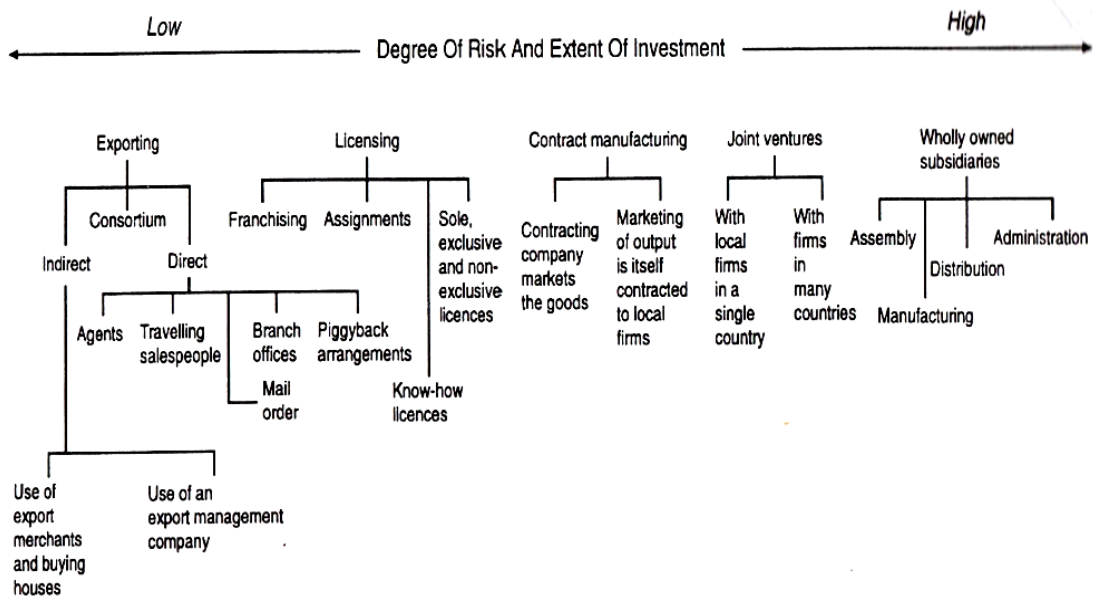 Low
High
Degree Of Risk And Extent Of Investment
Exporting
Licensing
Contract manufacturing
Joint ventures
Wholly owned
subsidiaries
Consortium
Indirect
Direct
Agents
Travelling
salespeople
Branch
offices
Piggyback
arrangements
Mail
order
Use of
export
merchants
and buying
houses
Use of an
export management
company
Franchising
Assignments
Sole,
exclusive
and non-
exclusive
licences
Know-how
licences
Contracting
company
markets
the goods
Marketing
of output
is itself
contracted
to local
firms
With
local
firms
in a
single
country
With
firms
in
many
countries
Assembly
Administration
Distribution
Manufacturing